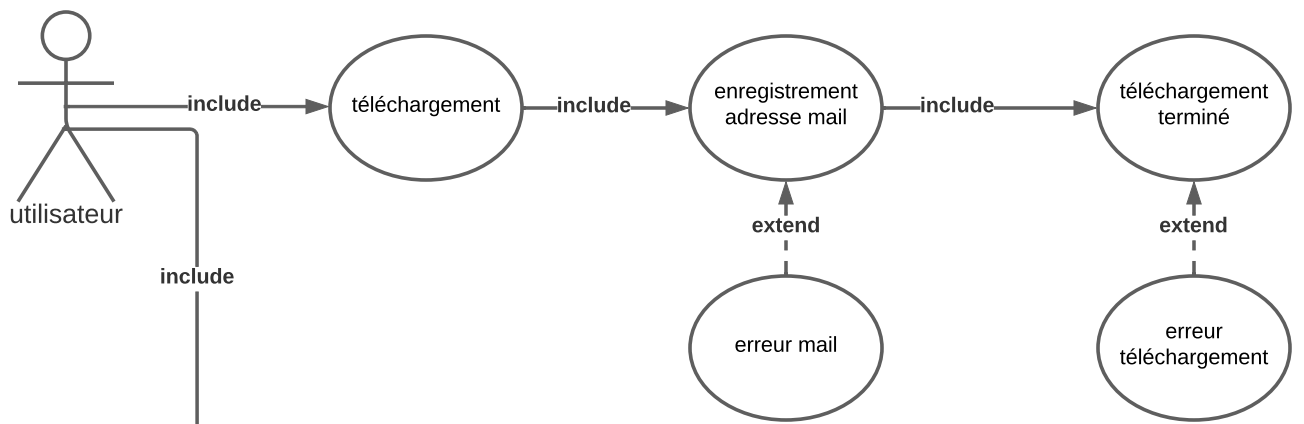 include
téléchargement
include
enregistrement
adresse mail
include
téléchargement
terminé
utilisateur
extend
extend
include
erreur mail
erreur
téléchargement